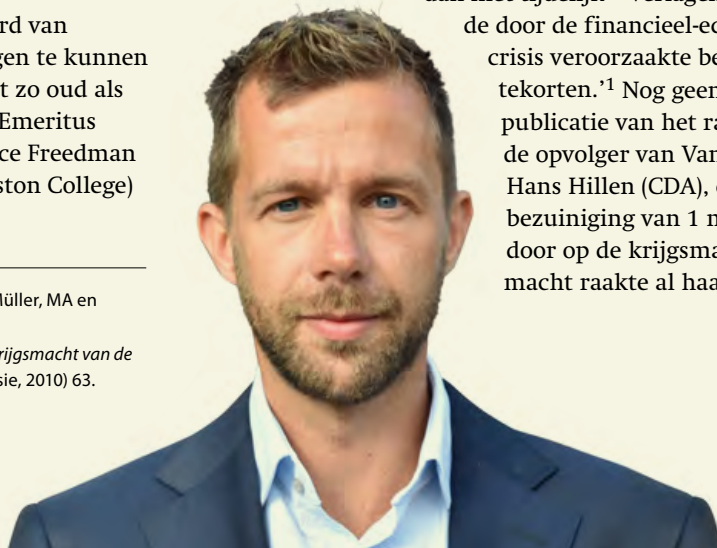 rd van
gen te kunnen
t zo oud als
Emeritus
ce Freedman
ston College)
Müller, MA en
rijgsmacht van de
sie, 2010) 63.
de door de financieel-ec
crisis veroorzaakte be
tekorten.’1 Nog geen
publicatie van het ra
de opvolger van Van
Hans Hillen (CDA),
bezuiniging van 1 m
door op de krijgsma
macht raakte al haa